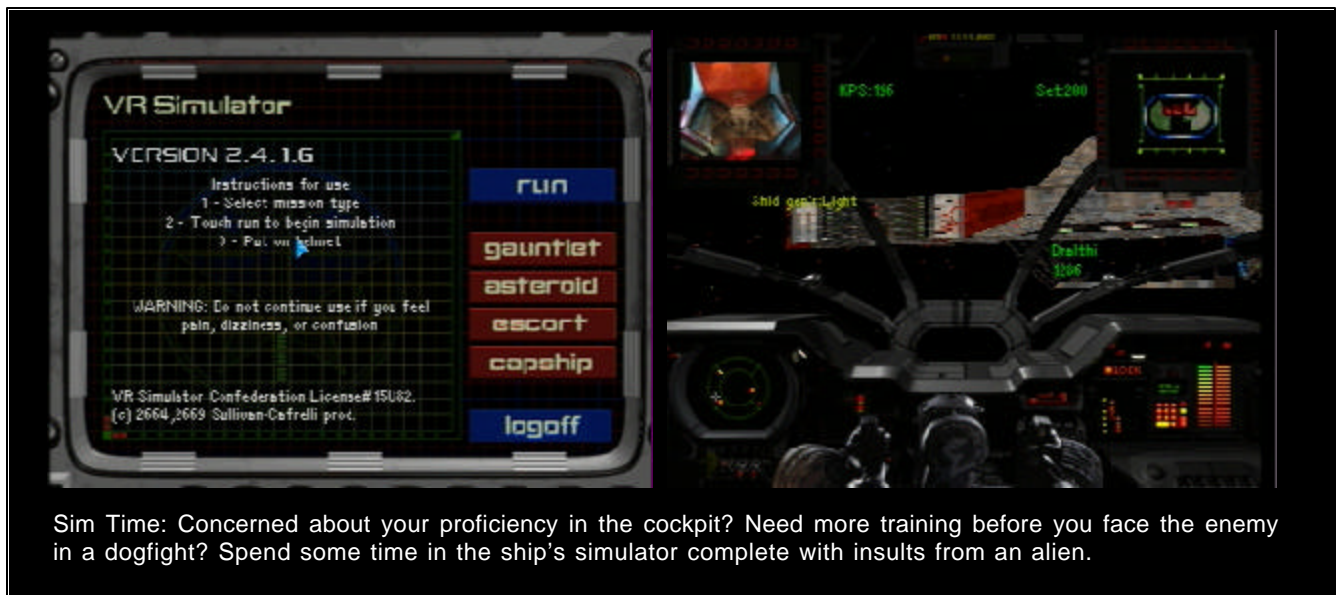 VR Simulator
VERSION 2.4.1.6
Instructions for use
1 - Select mission type
2 - Touch run to begin simulation
3 - Put on helmet
WARNING: Do not continue use if you feel
pain, dizziness, or confusion
VR Simulator Confederation License# 15U82.
(c) 2664,2669 Sullivan-Cafrelli proc.
run
gauntlet
asteroid
escort
capship
logoff
KPS:196
Set200
Shld gen's:Light
Dralthi
1206
LOCK
Sim Time: Concerned about your proficiency in the cockpit? Need more training before you face the enemy
in a dogfight? Spend some time in the ship's simulator complete with insults from an alien.